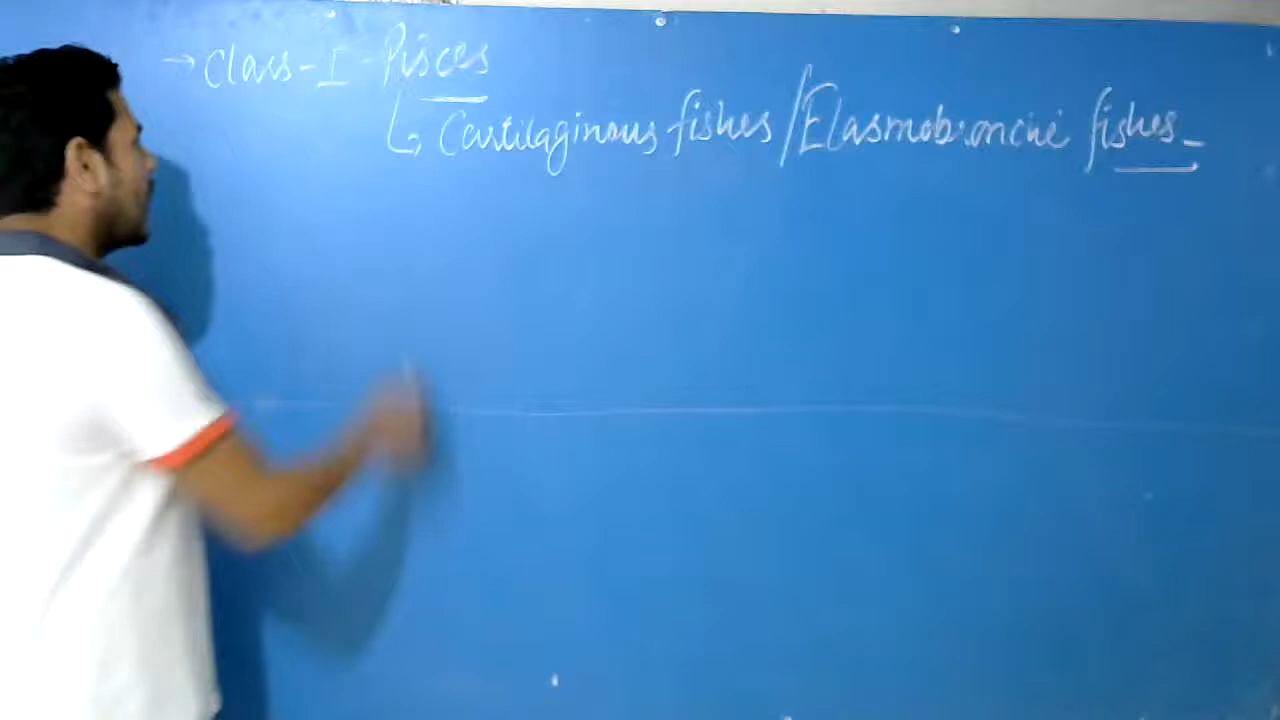 → Class - I - Pisces
↳ Cartilaginous fishes / Elasmobranchi fishes -